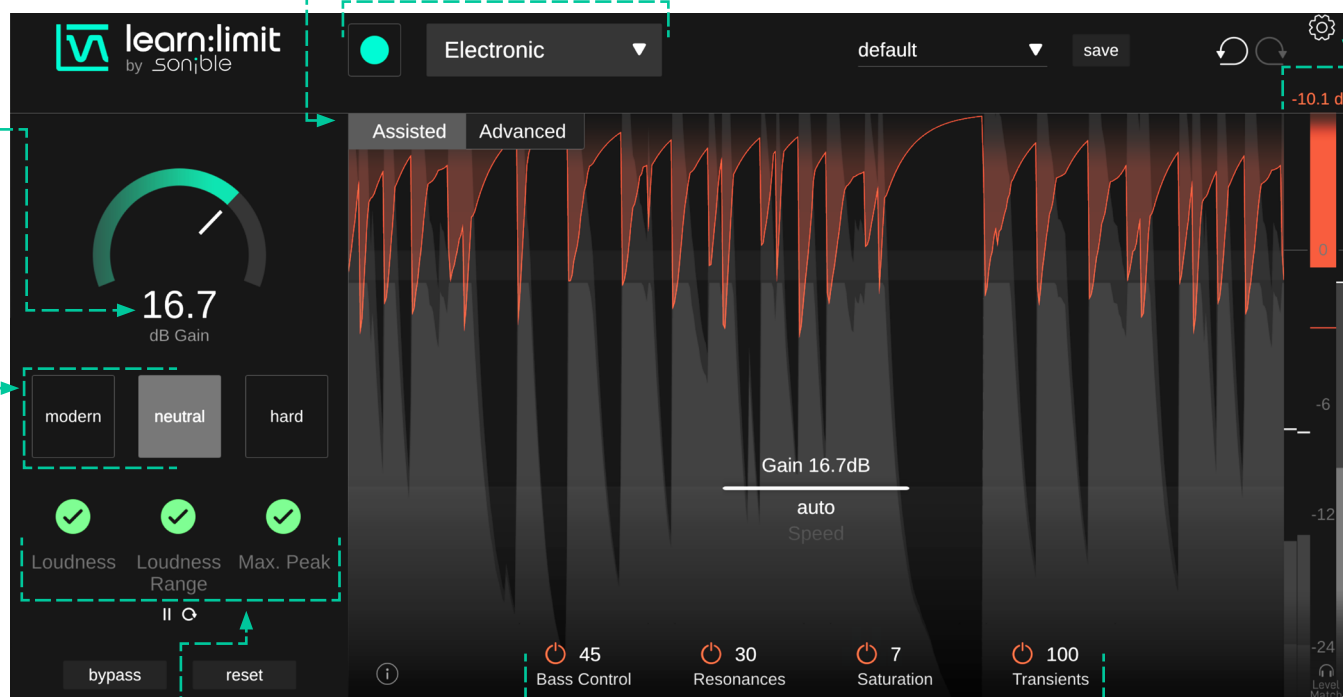 learn:limit
by sonible
Electronic
default
save
-10.1 d
Assisted
Advanced
16.7
dB Gain
modern
neutral
hard
Loudness
Loudness
Range
Max. Peak
bypass
reset
Gain 16.7dB
auto
Speed
45
Bass Control
30
Resonances
7
Saturation
100
Transients
0
-6
-12
-24
Level
Match